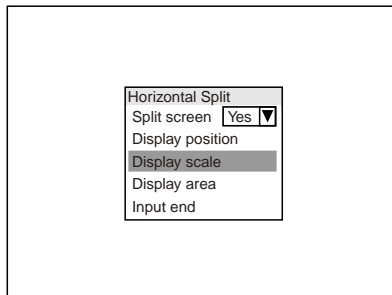 Horizontal Split
Split screen Yes
Display position
Display scale
Display area
Input end